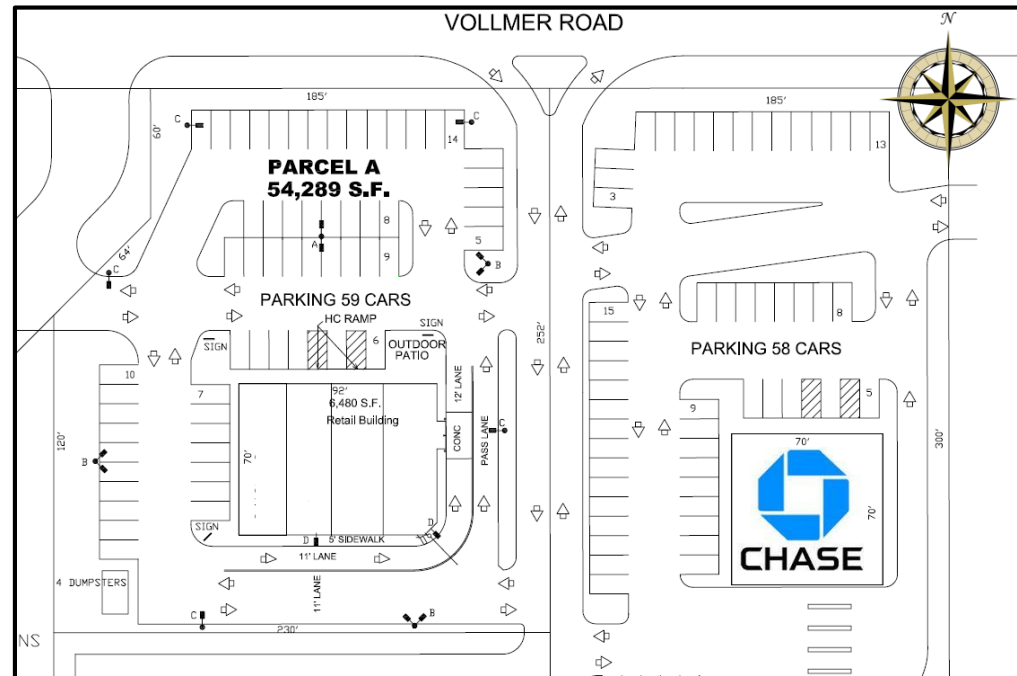 VOLLMER ROAD
N
185'
185'
60'
C
C
14
13
PARCEL A
54,289 S.F.
3
8
A
9
5
B
64'
C
PARKING 59 CARS
HC RAMP
SIGN
SIGN
6
OUTDOOR
PATIO
15
8
252'
PARKING 58 CARS
10
7
92'
6,480 S.F.
Retail Building
12' LANE
CONC
PASS LANE
C
9
5
120'
B
70'
300'
70'
70'
CHASE
SIGN
D
5' SIDEWALK
D
11' LANE
11' LANE
4 DUMPSTERS
C
B
230'
NS